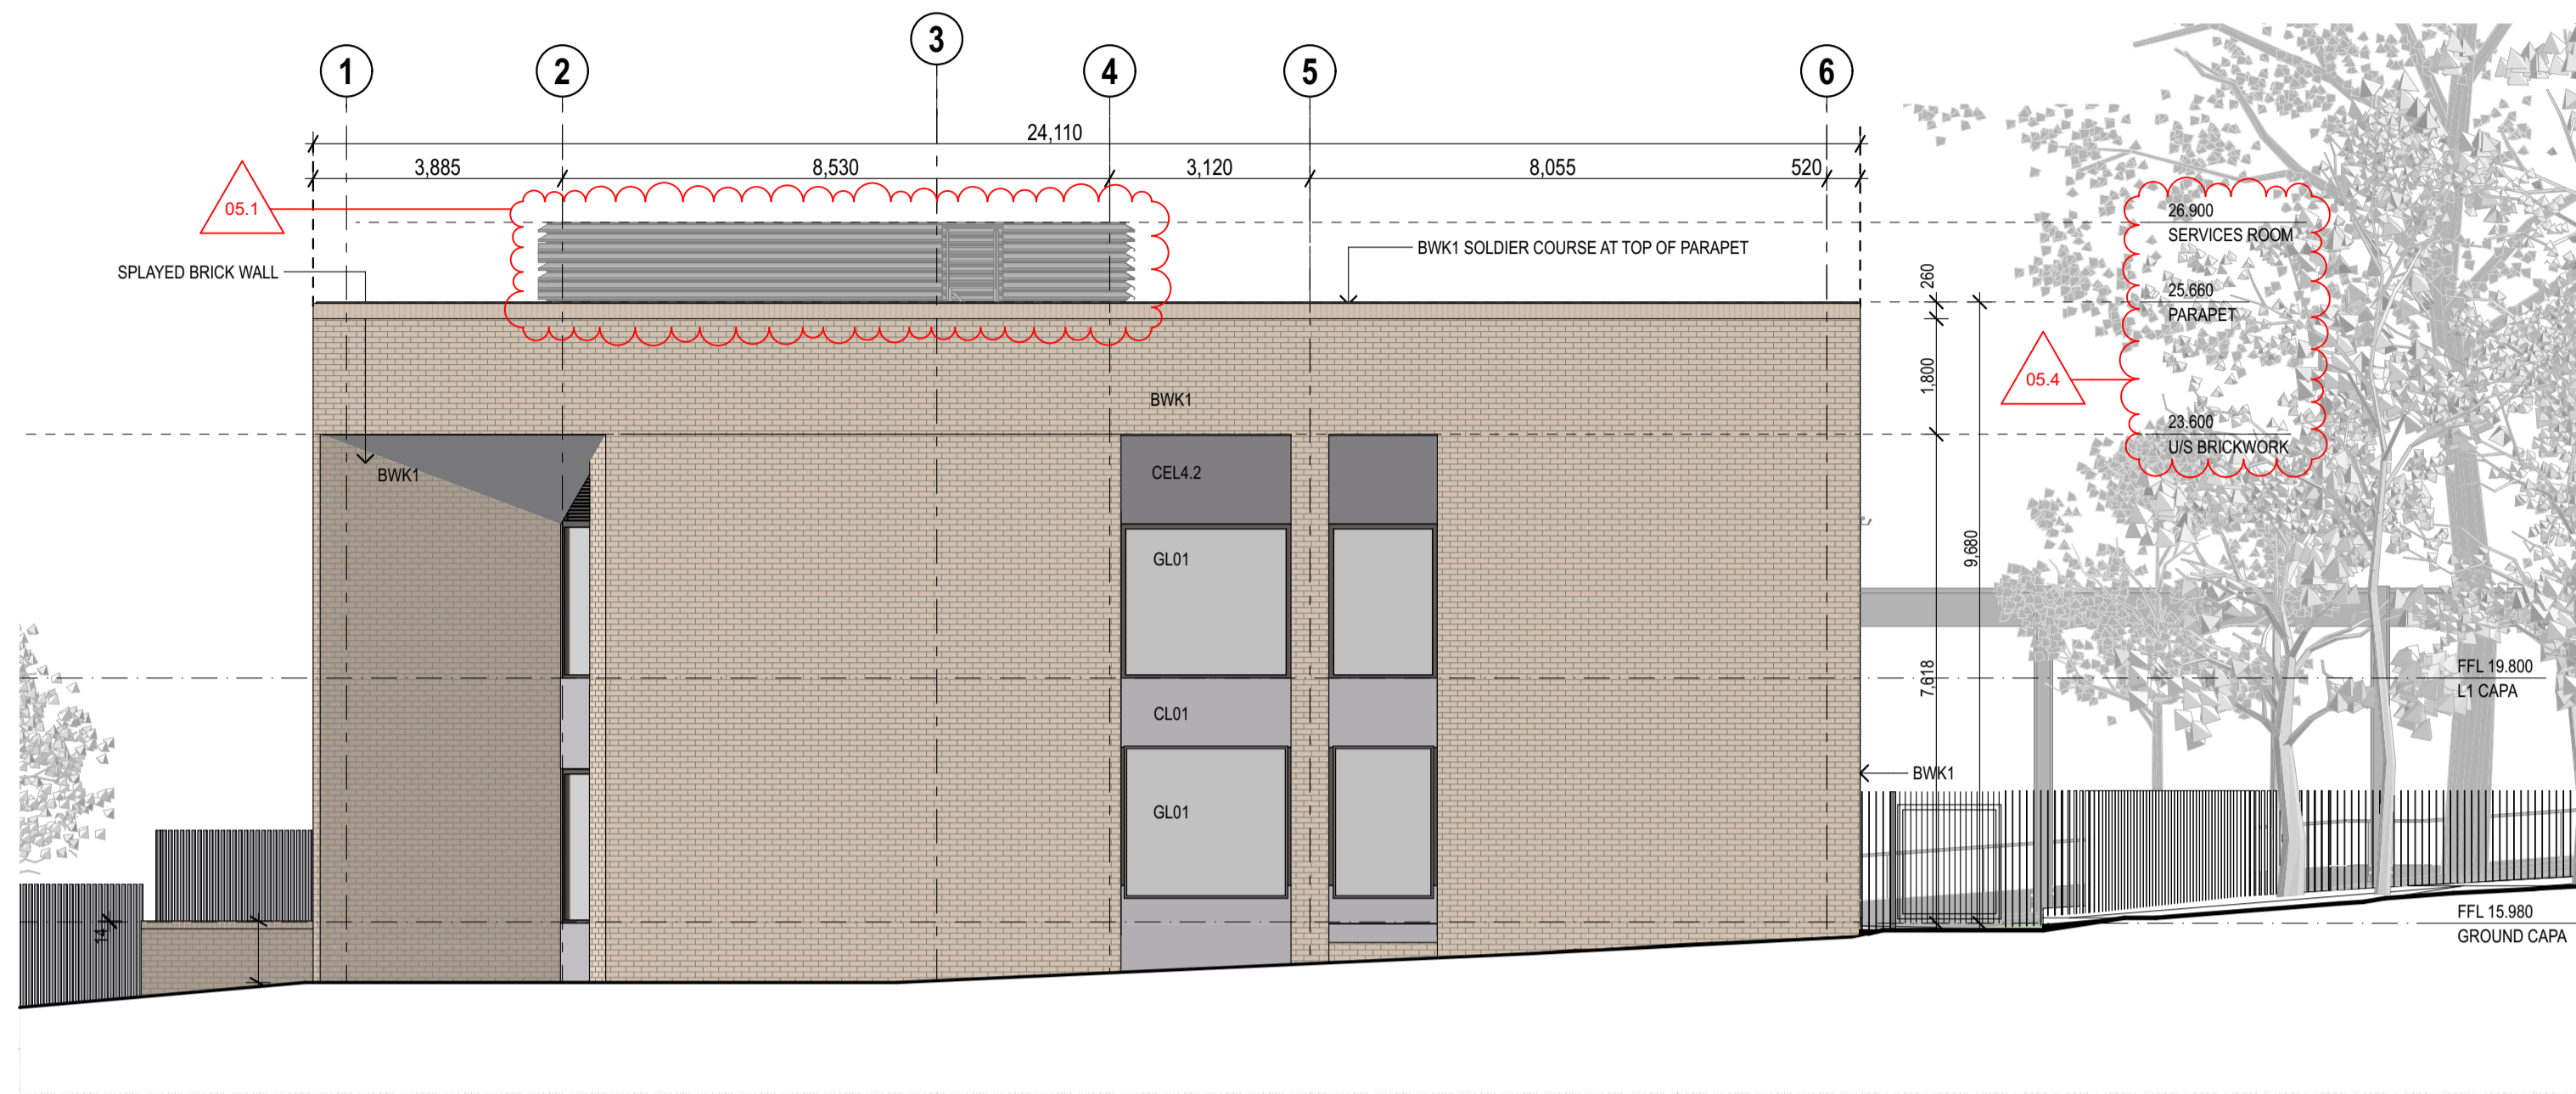 1
2
3
4
5
6
24,110
3,885
8,530
3,120
8,055
520
05.1
26.900
SERVICES ROOM
SPLAYED BRICK WALL
BWK1 SOLDIER COURSE AT TOP OF PARAPET
260
25.660
PARAPET
1,800
05.4
BWK1
23.600
U/S BRICKWORK
BWK1
CEL4.2
GL01
9,680
FFL 19.800
L1 CAPA
7,618
CL01
BWK1
GL01
14
FFL 15.980
GROUND CAPA